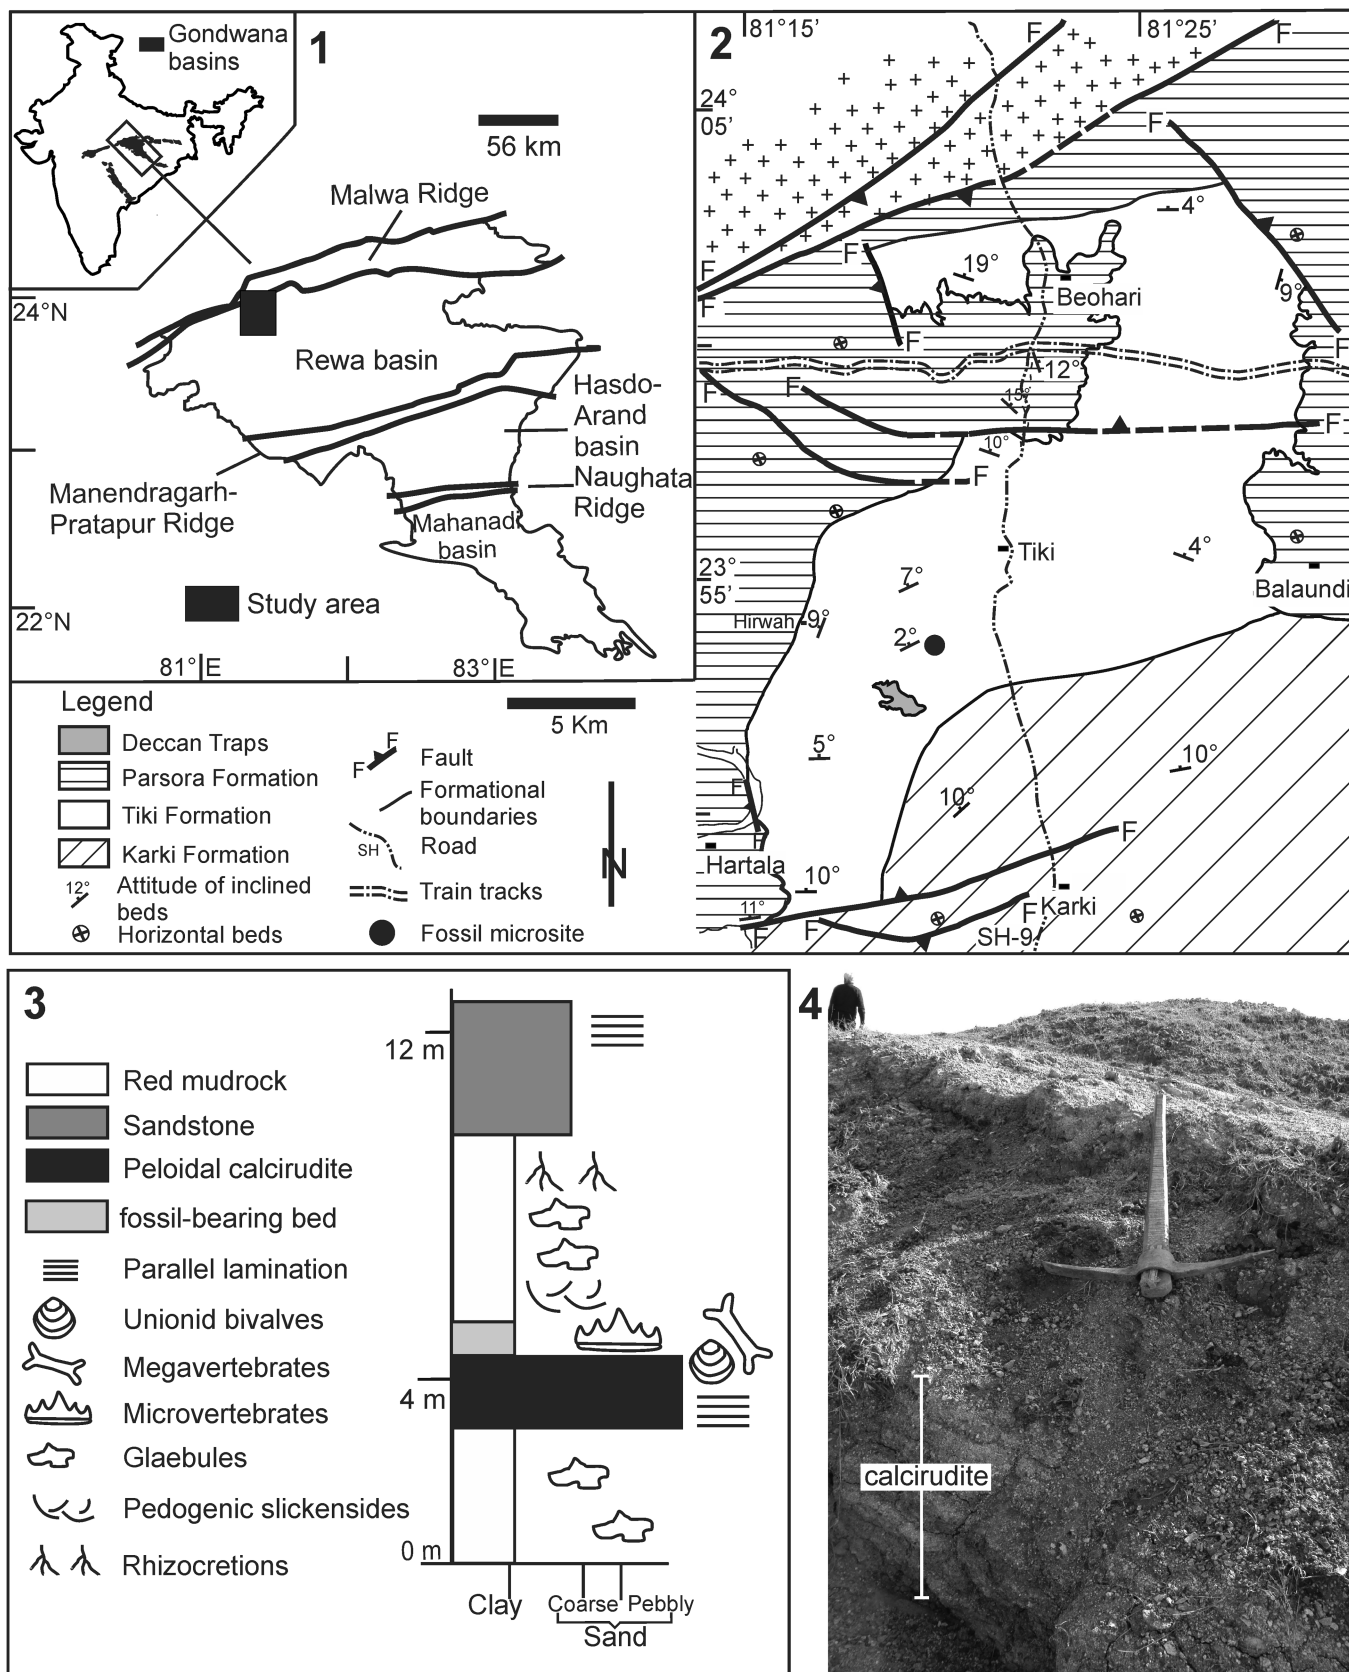 Gondwana
basins
1
56 km
Malwa Ridge
24°N
Rewa basin
Hasdo-
Arand
basin
Naughata
Ridge
Manendragarh-
Pratapur Ridge
Mahanadi
basin
Study area
22°N
81° E
83° E
Legend
Deccan Traps
Parsora Formation
Tiki Formation
Karki Formation
12°
Attitude of inclined
beds
Horizontal beds
5 Km
F
F
Fault
Formational
boundaries
SH
Road
Train tracks
Fossil microsite
N
2
81°15'
F
81°25'
F
24°
05'
F
4°
F
F
19°
9°
Beohari
F
F
F
F
F
12°
15°
F
10°
F
Tiki
4°
23°
55'
7°
Balaundi
Hirwah
9°
2°
5°
10°
F
10°
F
F
Hartala
10°
11°
F
F
F
Karki
SH-9
3
12 m
Red mudrock
Sandstone
Peloidal calcirudite
fossil-bearing bed
Parallel lamination
Unionid bivalves
Megavertebrates
4 m
Microvertebrates
Glaebules
Pedogenic slickensides
0 m
Rhizocretions
Clay
Coarse Pebbly
Sand
4
calcirudite